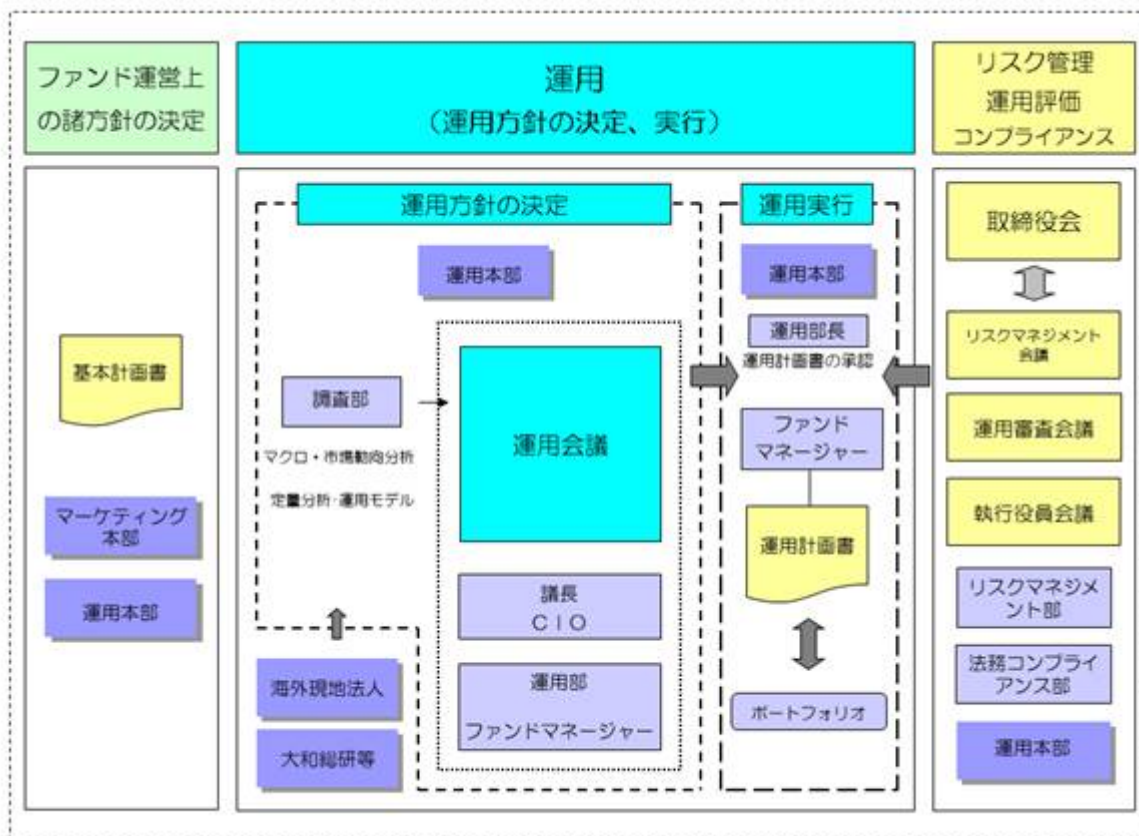 ファンド運営上
の諸方針の決定
運用
（運用方針の決定、実行）
リスク管理
運用評価
コンプライアンス
基本計画書
マーケティング
本部
運用本部
運用方針の決定
運用本部
調査部
マクロ・市場動向分析
定量分析・運用モデル
運用会議
議長
ＣＩＯ
運用部
ファンドマネージャー
海外現地法人
大和総研等
運用実行
運用本部
運用部長
運用計画書の承認
ファンド
マネージャー
運用計画書
ポートフォリオ
取締役会
リスクマネジメント
会議
運用審査会議
執行役員会議
リスクマネジメ
ント部
法務コンプライ
アンス部
運用本部